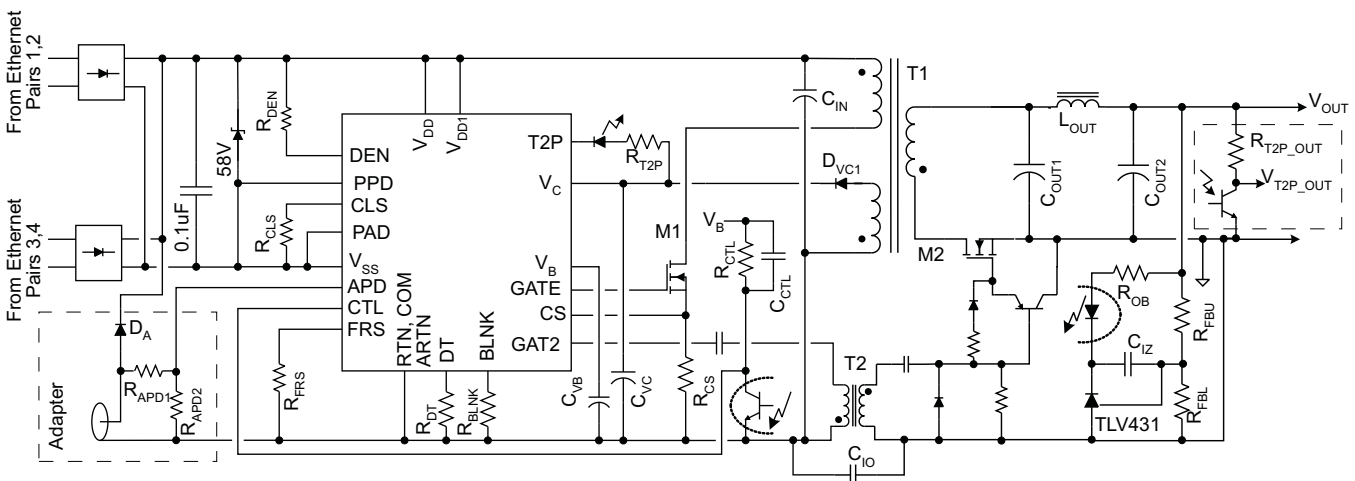 From Ethernet
Pairs 1,2
From Ethernet
Pairs 3,4
0.1uF
58V
R_DEN
R_CLS
DEN
PPD
CLS
PAD
V_SS
APD
CTL
FRS
V_DD
V_DD1
T2P
V_C
V_B
GATE
CS
GAT2
RTN, COM
ARTN
DT
BLNK
Adapter
D_A
R_APD1
R_APD2
R_FRS
R_DT
R_BLNK
C_VB
C_VC
R_CS
R_T2P
M1
V_B
R_CTL
C_CTL
C_IN
D_VC1
T1
T2
C_IO
M2
C_OUT1
L_OUT
C_OUT2
V_OUT
R_T2P_OUT
V_T2P_OUT
R_OB
C_IZ
R_FBU
R_FBL
TLV431